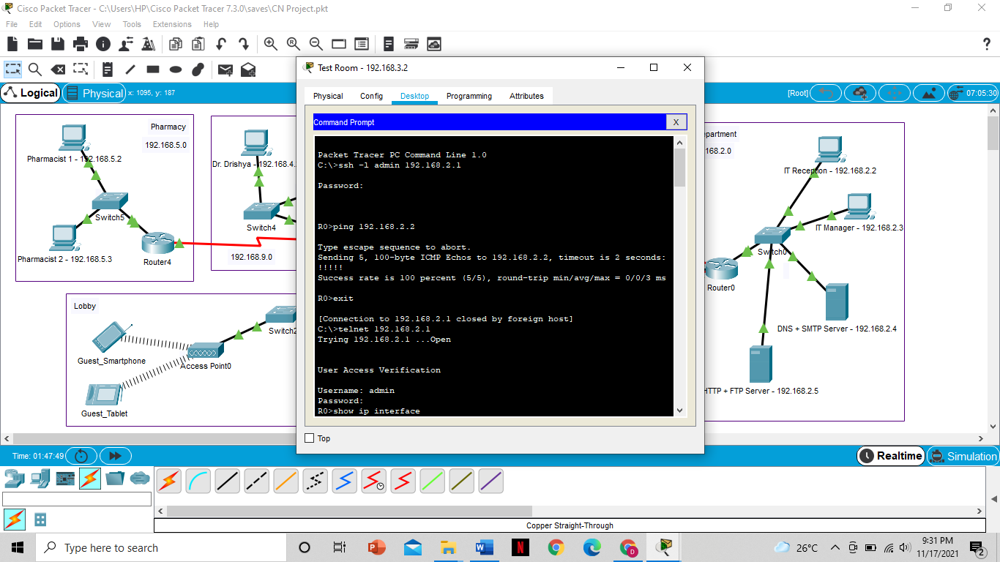 Cisco Packet Tracer - C:\Users\HP\Cisco Packet Tracer 7.3.0\saves\CN Project.pkt
File Edit Options View Tools Extensions Help
?
Logical
Physical
x: 1095, y: 187
[Root]
07:05:30
Pharmacy
192.168.5.0
Pharmacist 1 - 192.168.5.2
Switch5
Pharmacist 2 - 192.168.5.3
Router4
Dr. Drishya - 192.168.4.
Switch4
192.168.9.0
Lobby
Switch2
Guest_Smartphone
Access Point0
Guest_Tablet
Test Room - 192.168.3.2
Physical Config Desktop Programming Attributes
Command Prompt
X
Packet Tracer PC Command Line 1.0
C:\>ssh -l admin 192.168.2.1
Password:
R0>ping 192.168.2.2
Type escape sequence to abort.
Sending 5, 100-byte ICMP Echos to 192.168.2.2, timeout is 2 seconds:
!!!!!
Success rate is 100 percent (5/5), round-trip min/avg/max = 0/0/3 ms
R0>exit
[Connection to 192.168.2.1 closed by foreign host]
C:\>telnet 192.168.2.1
Trying 192.168.2.1 ...Open
User Access Verification
Username: admin
Password:
R0>show ip interface
Top
partment
168.2.0
IT Reception - 192.168.2.2
IT Manager - 192.168.2.3
Switch0
Router0
DNS + SMTP Server - 192.168.2.4
HTTP + FTP Server - 192.168.2.5
Time: 01:47:49
Realtime
Simulation
Copper Straight-Through
Type here to search
26°C
9:31 PM
11/17/2021
2